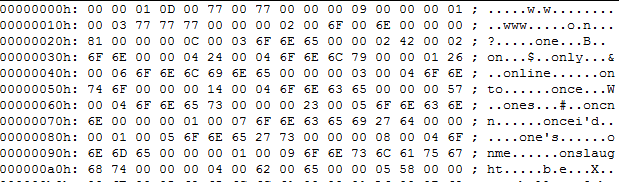 00000000h: 00 00 01 0D 00 77 00 77 00 00 00 09 00 00 00 01 ; .....w.w........
00000010h: 00 03 77 77 77 00 00 00 02 00 6F 00 6E 00 00 00 ; ..www.....o.n...
00000020h: 81 00 00 00 0C 00 03 6F 6E 65 00 00 02 42 00 02 ; ?......one...B..
00000030h: 6F 6E 00 00 04 24 00 04 6F 6E 6C 79 00 00 01 26 ; on...$..only...&
00000040h: 00 06 6F 6E 6C 69 6E 65 00 00 00 03 00 04 6F 6E ; ..online......on
00000050h: 74 6F 00 00 00 14 00 04 6F 6E 63 65 00 00 00 57 ; to......once...W
00000060h: 00 04 6F 6E 65 73 00 00 00 23 00 05 6F 6E 63 6E ; ..ones...#..oncn
00000070h: 6E 00 00 00 01 00 07 6F 6E 63 65 69 27 64 00 00 ; n......oncei'd..
00000080h: 00 01 00 05 6F 6E 65 27 73 00 00 00 08 00 04 6F ; ....one's......o
00000090h: 6E 6D 65 00 00 00 01 00 09 6F 6E 73 6C 61 75 67 ; nme......onslaug
000000a0h: 68 74 00 00 00 04 00 62 00 65 00 00 05 58 00 00 ; ht.....b.e...X..